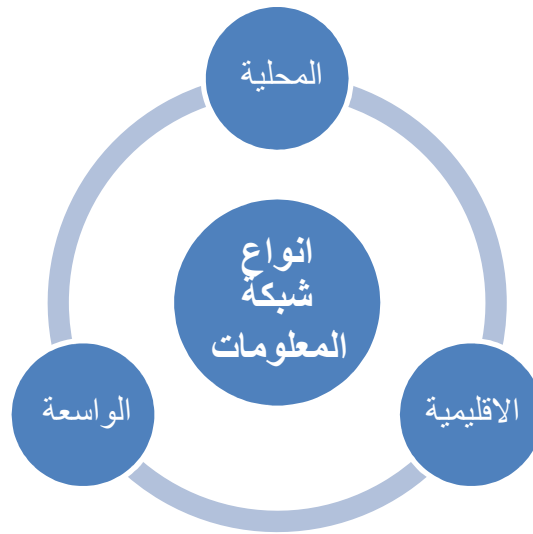 المحلية
انواع
شبكة
المعلومات
الاقليمية
الواسعة